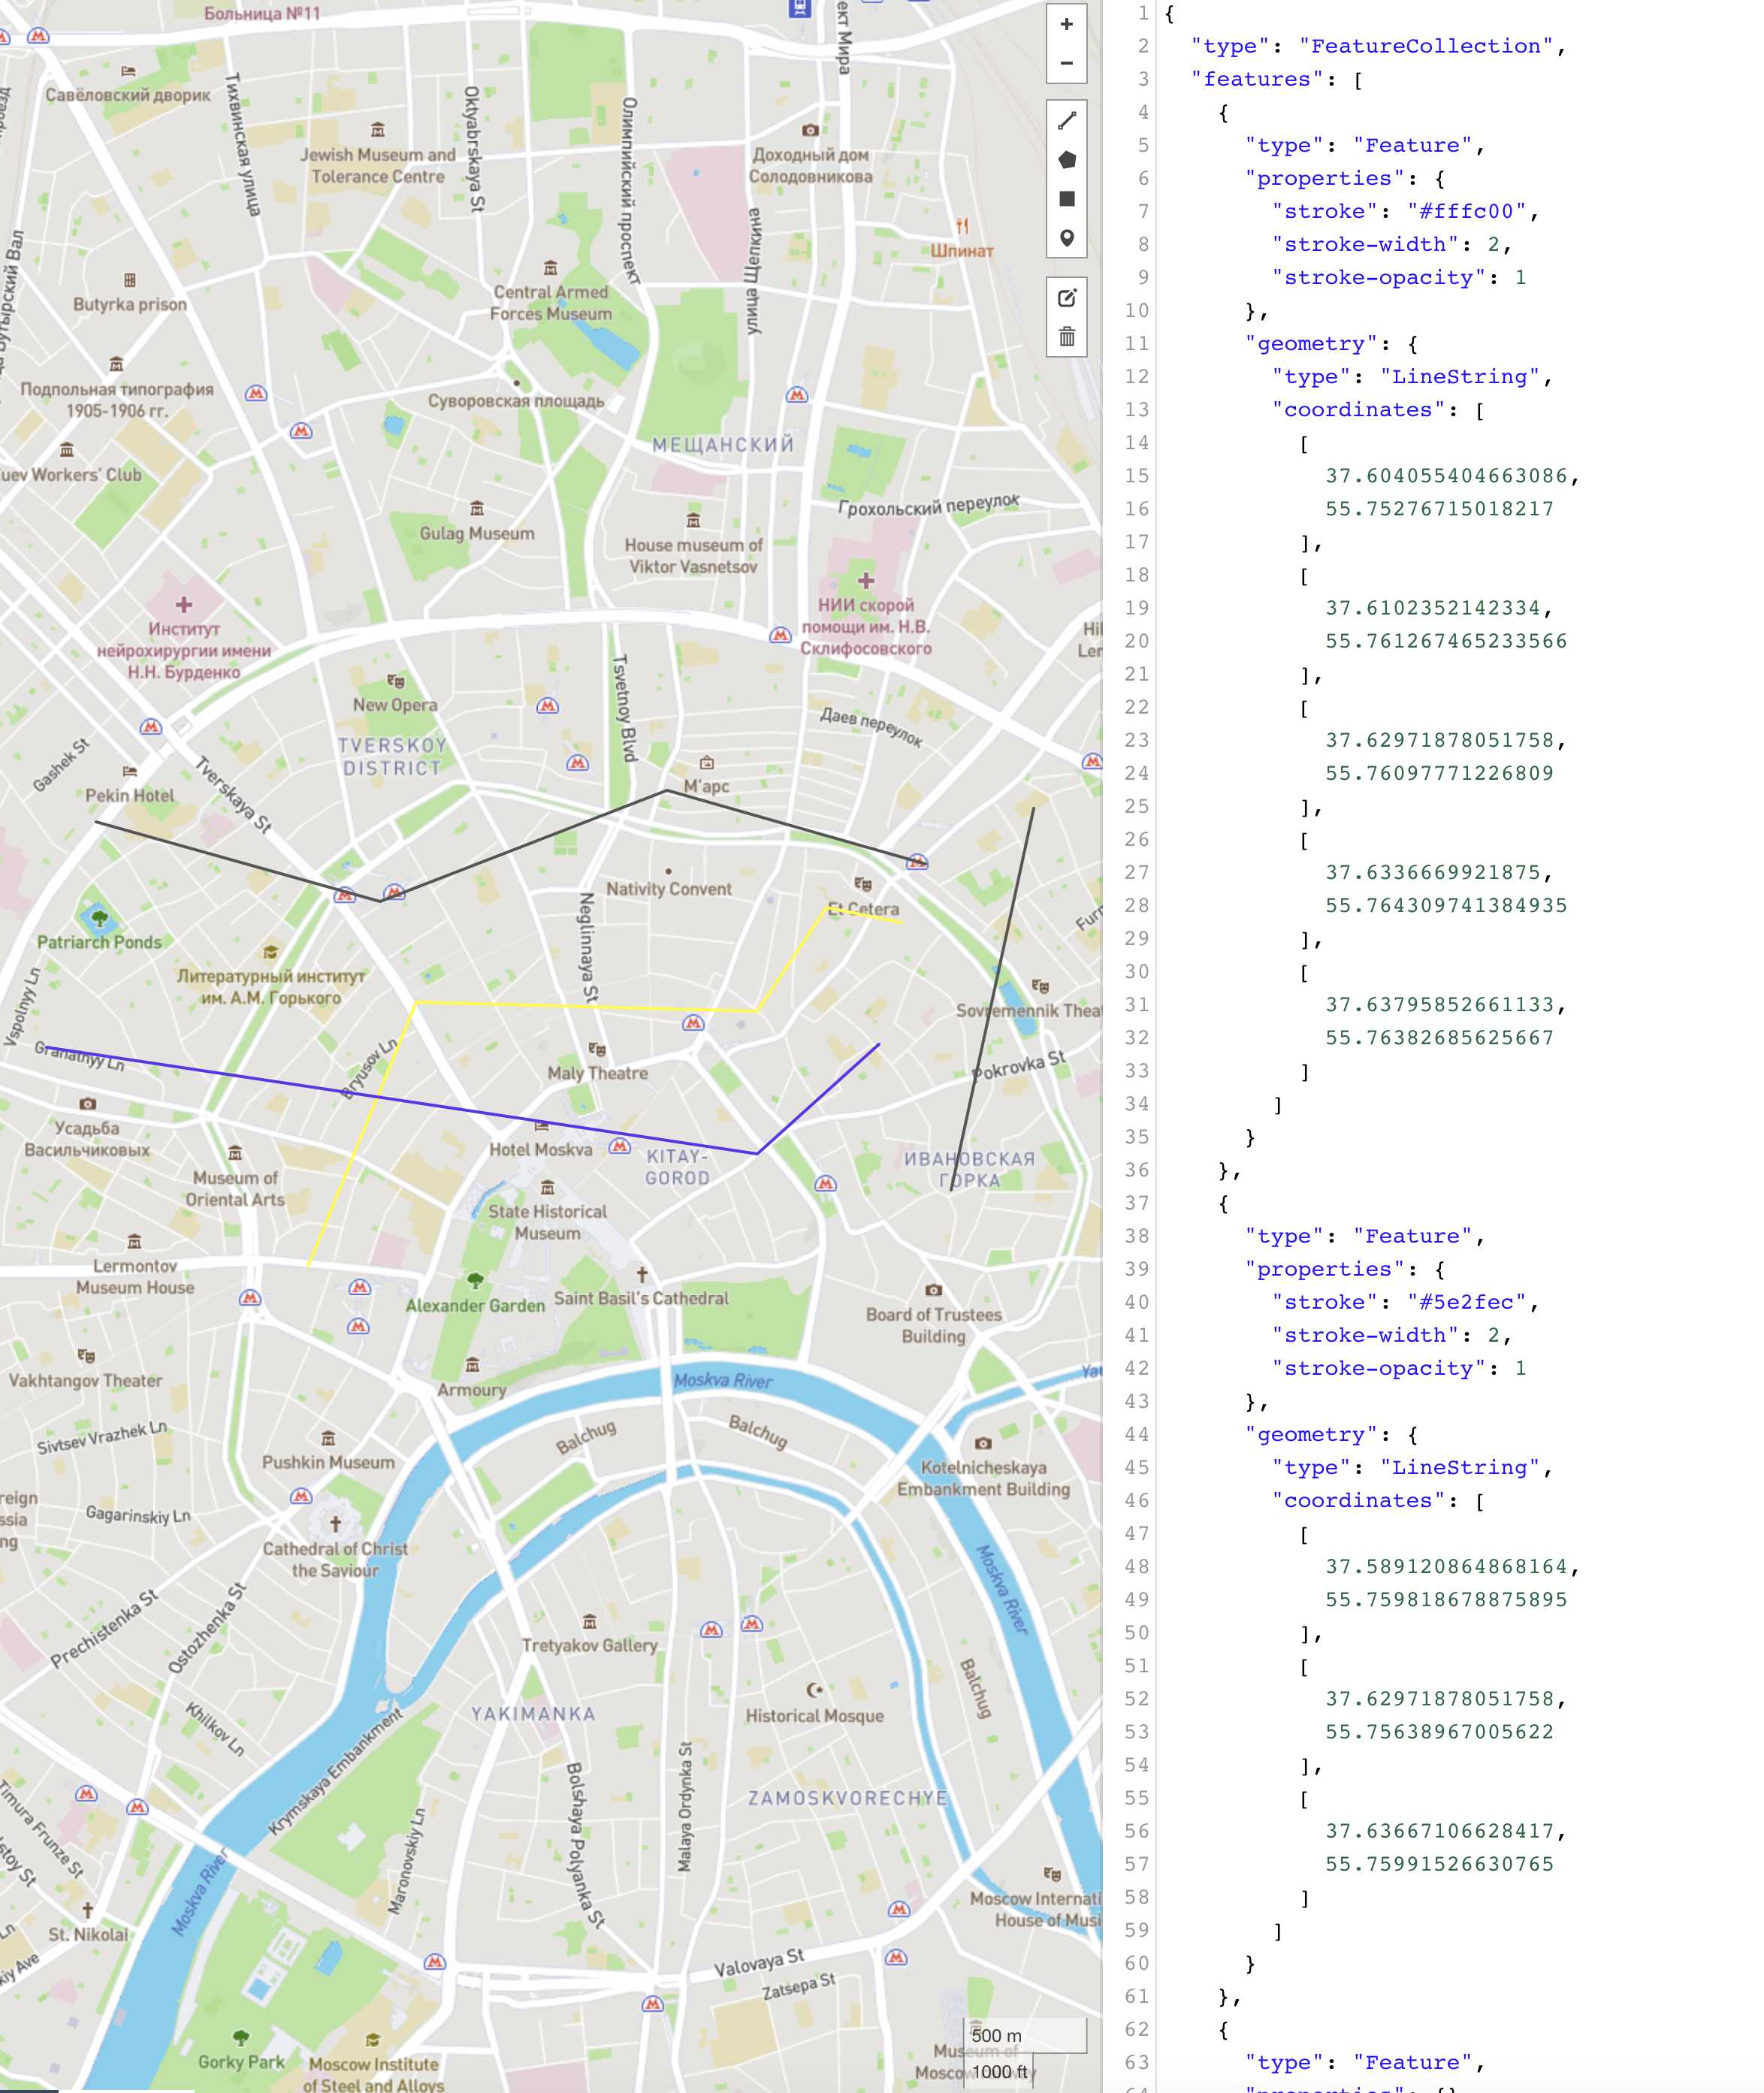 Больница №11
ект Мира
Савёловский дворик
Тихвинская улица
Oktyabrskaya St
Олимпийский проспект
Jewish Museum and
Tolerance Centre
Доходный дом
Солодовникова
улица Щепкина
Шпинат
Бутырский Вал
Butyrka prison
Central Armed
Forces Museum
Подпольная типография
1905-1906 гг.
Суворовская площадь
МЕЩАНСКИЙ
uev Workers' Club
Грохольский переулок
Gulag Museum
House museum of
Viktor Vasnetsov
НИИ скорой
помощи им. Н.В.
Склифосовского
Институт
нейрохирургии имени
Н.Н. Бурденко
Hil
Ler
New Opera
Tsvetnoy Blvd
Даев переулок
TVERSKOY
DISTRICT
Gashek St
Tverskaya St
Pekin Hotel
М'арс
Nativity Convent
Et Cetera
Furr
Patriarch Ponds
Neglinnaya St
Литературный институт
им. А.М. Горького
Vspolnyy Ln
Sovremennik Theat
Granatnyy Ln
Bryusov Ln
Maly Theatre
Pokrovka St
Усадьба
Васильчиковых
Hotel Moskva
KITAY-
GOROD
ИВАНОВСКАЯ
ГОРКА
Museum of
Oriental Arts
State Historical
Museum
Lermontov
Museum House
Alexander Garden
Saint Basil's Cathedral
Board of Trustees
Building
Vakhtangov Theater
Armoury
Moskva River
Yau
Sivtsev Vrazhek Ln
Balchug
Balchug
Pushkin Museum
Kotelnicheskaya
Embankment Building
reign
ssia
ng
Gagarinskiy Ln
Cathedral of Christ
the Saviour
Moskva River
Prechistenka St
Ostozhenka St
Tretyakov Gallery
Balchug
Khilkov Ln
YAKIMANKA
Historical Mosque
Krymskaya Embankment
Bolshaya Polyanka St
Malaya Ordynka St
ZAMOSKVORECHYE
Timura Frunze St
Istoy St
Maronovskiy Ln
Moskva River
St. Nikolai
Moscow Internati
House of Musi
Ln
kiy Ave
Valovaya St
Zatsepa St
Gorky Park
Moscow Institute
of Steel and Alloys
Museum of
500 m
1000 ft
+
−
1 {
2 "type": "FeatureCollection",
3 "features": [
4 {
5 "type": "Feature",
6 "properties": {
7 "stroke": "#fffc00",
8 "stroke-width": 2,
9 "stroke-opacity": 1
10 },
11 "geometry": {
12 "type": "LineString",
13 "coordinates": [
14 [
15 37.604055404663086,
16 55.75276715018217
17 ],
18 [
19 37.6102352142334,
20 55.761267465233566
21 ],
22 [
23 37.62971878051758,
24 55.76097771226809
25 ],
26 [
27 37.6336669921875,
28 55.764309741384935
29 ],
30 [
31 37.63795852661133,
32 55.76382685625667
33 ]
34 ]
35 }
36 },
37 {
38 "type": "Feature",
39 "properties": {
40 "stroke": "#5e2fec",
41 "stroke-width": 2,
42 "stroke-opacity": 1
43 },
44 "geometry": {
45 "type": "LineString",
46 "coordinates": [
47 [
48 37.589120864868164,
49 55.759818678875895
50 ],
51 [
52 37.62971878051758,
53 55.75638967005622
54 ],
55 [
56 37.63667106628417,
57 55.75991526630765
58 ]
59 ]
60 }
61 },
62 {
63 "type": "Feature",